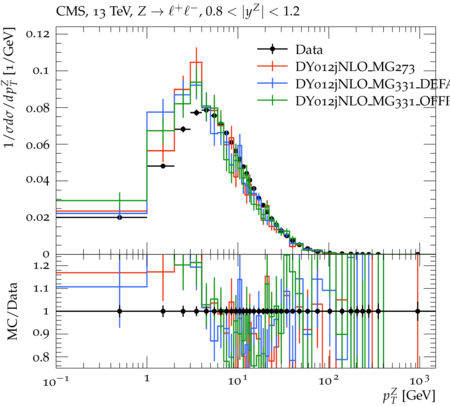 CMS, 13 TeV, Z → ℓ⁺ℓ⁻, 0.8 < |y^Z| < 1.2
Data
DY012jNLO_MG273
DY012jNLO_MG331_DEFA
DY012jNLO_MG331_OFFP
1/σdσ/dp_T^Z [1/GeV]
0.12
0.1
0.08
0.06
0.04
0.02
0
MC/Data
1.2
1.1
1
0.9
0.8
10⁻¹ 1 10¹ 10² 10³
p_T^Z [GeV]